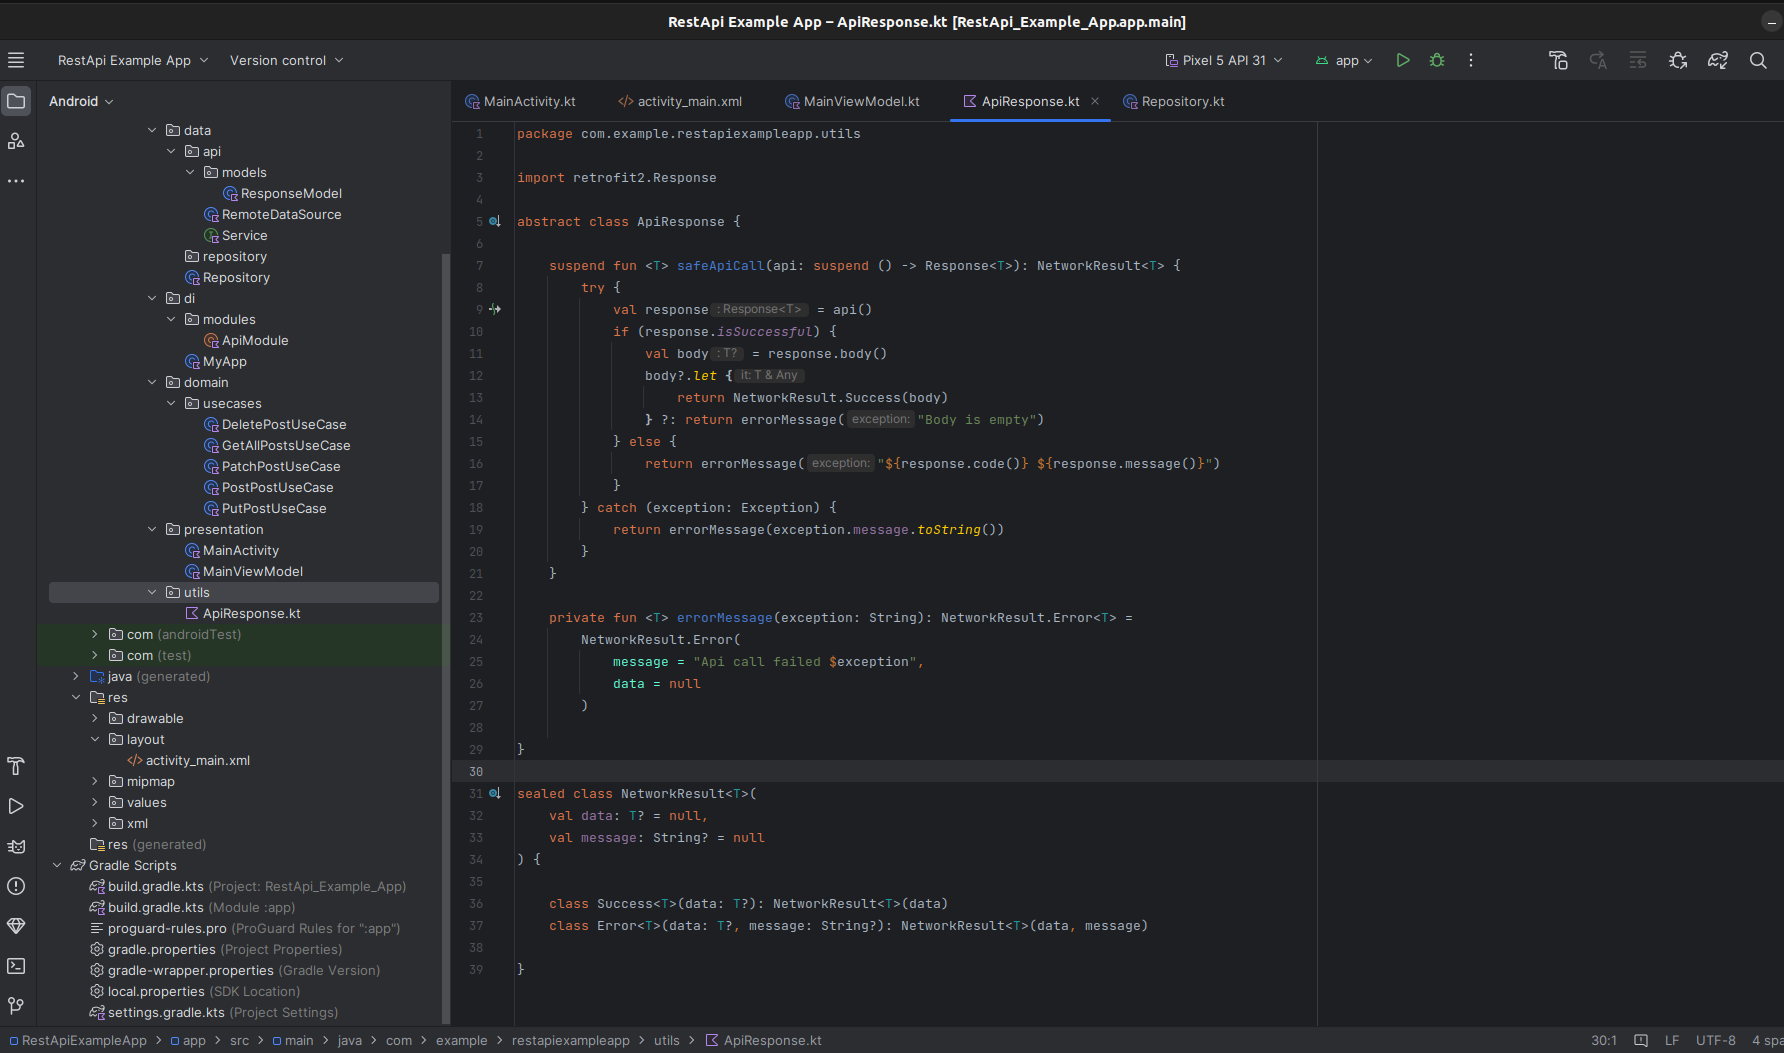 RestApi Example App – ApiResponse.kt [RestApi_Example_App.app.main]
RestApi Example App Version control Pixel 5 API 31 app
Android
MainActivity.kt activity_main.xml MainViewModel.kt ApiResponse.kt Repository.kt
data
api
models
ResponseModel
RemoteDataSource
Service
repository
Repository
di
modules
ApiModule
MyApp
domain
usecases
DeletePostUseCase
GetAllPostsUseCase
PatchPostUseCase
PostPostUseCase
PutPostUseCase
presentation
MainActivity
MainViewModel
utils
ApiResponse.kt
com (androidTest)
com (test)
java (generated)
res
drawable
layout
activity_main.xml
mipmap
values
xml
res (generated)
Gradle Scripts
build.gradle.kts (Project: RestApi_Example_App)
build.gradle.kts (Module :app)
proguard-rules.pro (ProGuard Rules for ":app")
gradle.properties (Project Properties)
gradle-wrapper.properties (Gradle Version)
local.properties (SDK Location)
settings.gradle.kts (Project Settings)
1 package com.example.restapiexampleapp.utils
2
3 import retrofit2.Response
4
5 abstract class ApiResponse {
6
7 suspend fun <T> safeApiCall(api: suspend () -> Response<T>): NetworkResult<T> {
8 try {
9 val response : Response<T> = api()
10 if (response.isSuccessful) {
11 val body : T? = response.body()
12 body?.let { it: T & Any
13 return NetworkResult.Success(body)
14 } ?: return errorMessage( exception: "Body is empty")
15 } else {
16 return errorMessage( exception: "${response.code()} ${response.message()}")
17 }
18 } catch (exception: Exception) {
19 return errorMessage(exception.message.toString())
20 }
21 }
22
23 private fun <T> errorMessage(exception: String): NetworkResult.Error<T> =
24 NetworkResult.Error(
25 message = "Api call failed $exception",
26 data = null
27 )
28
29 }
30
31 sealed class NetworkResult<T>(
32 val data: T? = null,
33 val message: String? = null
34 ) {
35
36 class Success<T>(data: T?): NetworkResult<T>(data)
37 class Error<T>(data: T?, message: String?): NetworkResult<T>(data, message)
38
39 }
RestApiExampleApp > app > src > main > java > com > example > restapiexampleapp > utils > ApiResponse.kt 30:1 LF UTF-8 4 spa